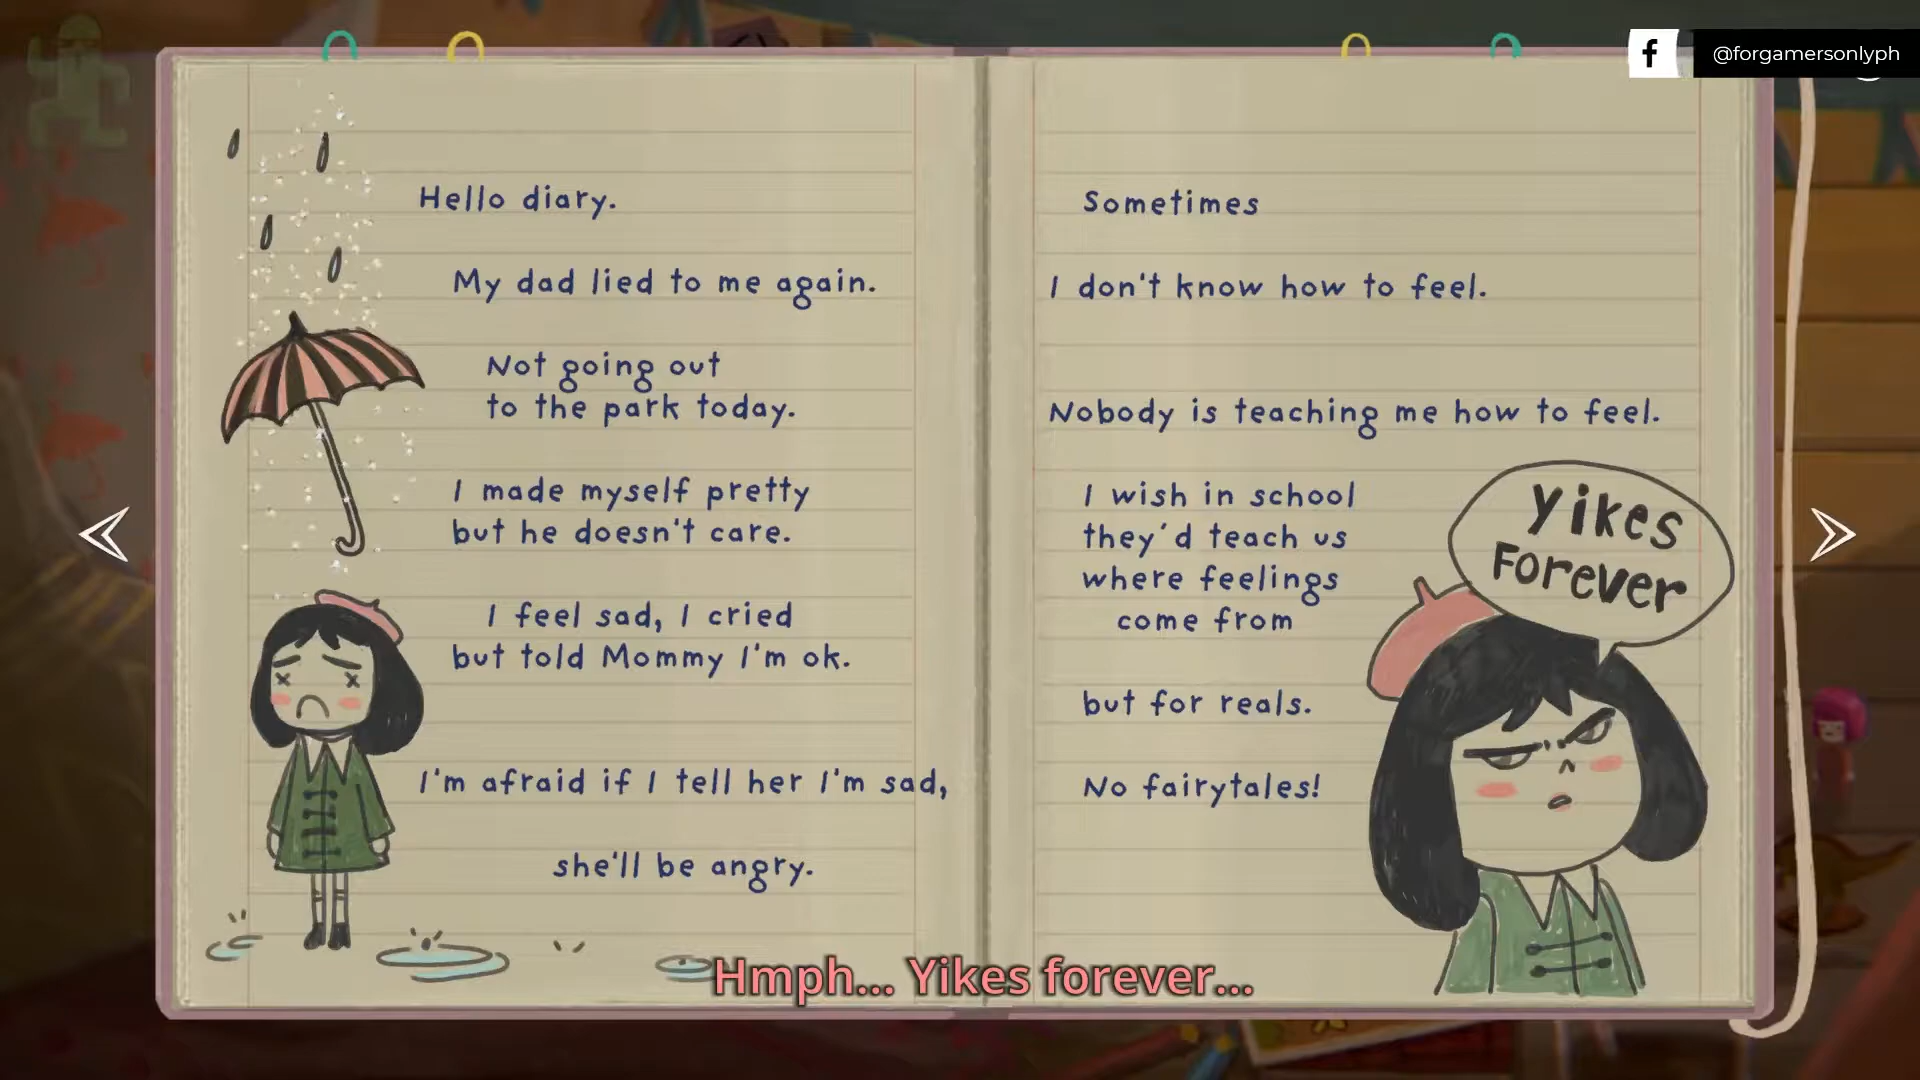 @forgamersonlyph
Hello diary.
My dad lied to me again.
Not going out
to the park today.
I made myself pretty
but he doesn't care.
I feel sad, I cried
but told Mommy I'm ok.
I'm afraid if I tell her I'm sad,
she'll be angry.
Sometimes
I don't know how to feel.
Nobody is teaching me how to feel.
I wish in school
they'd teach us
where feelings
come from
but for reals.
No fairytales!
Yikes
Forever
Hmph... Yikes forever...